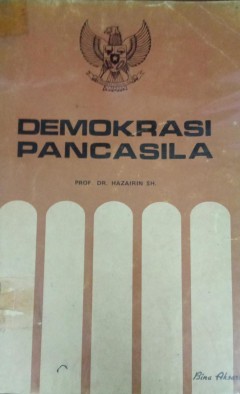 DEMOKRASI
PANCASILA
PROF. DR. HAZAIRIN SH.
Bina Aksara